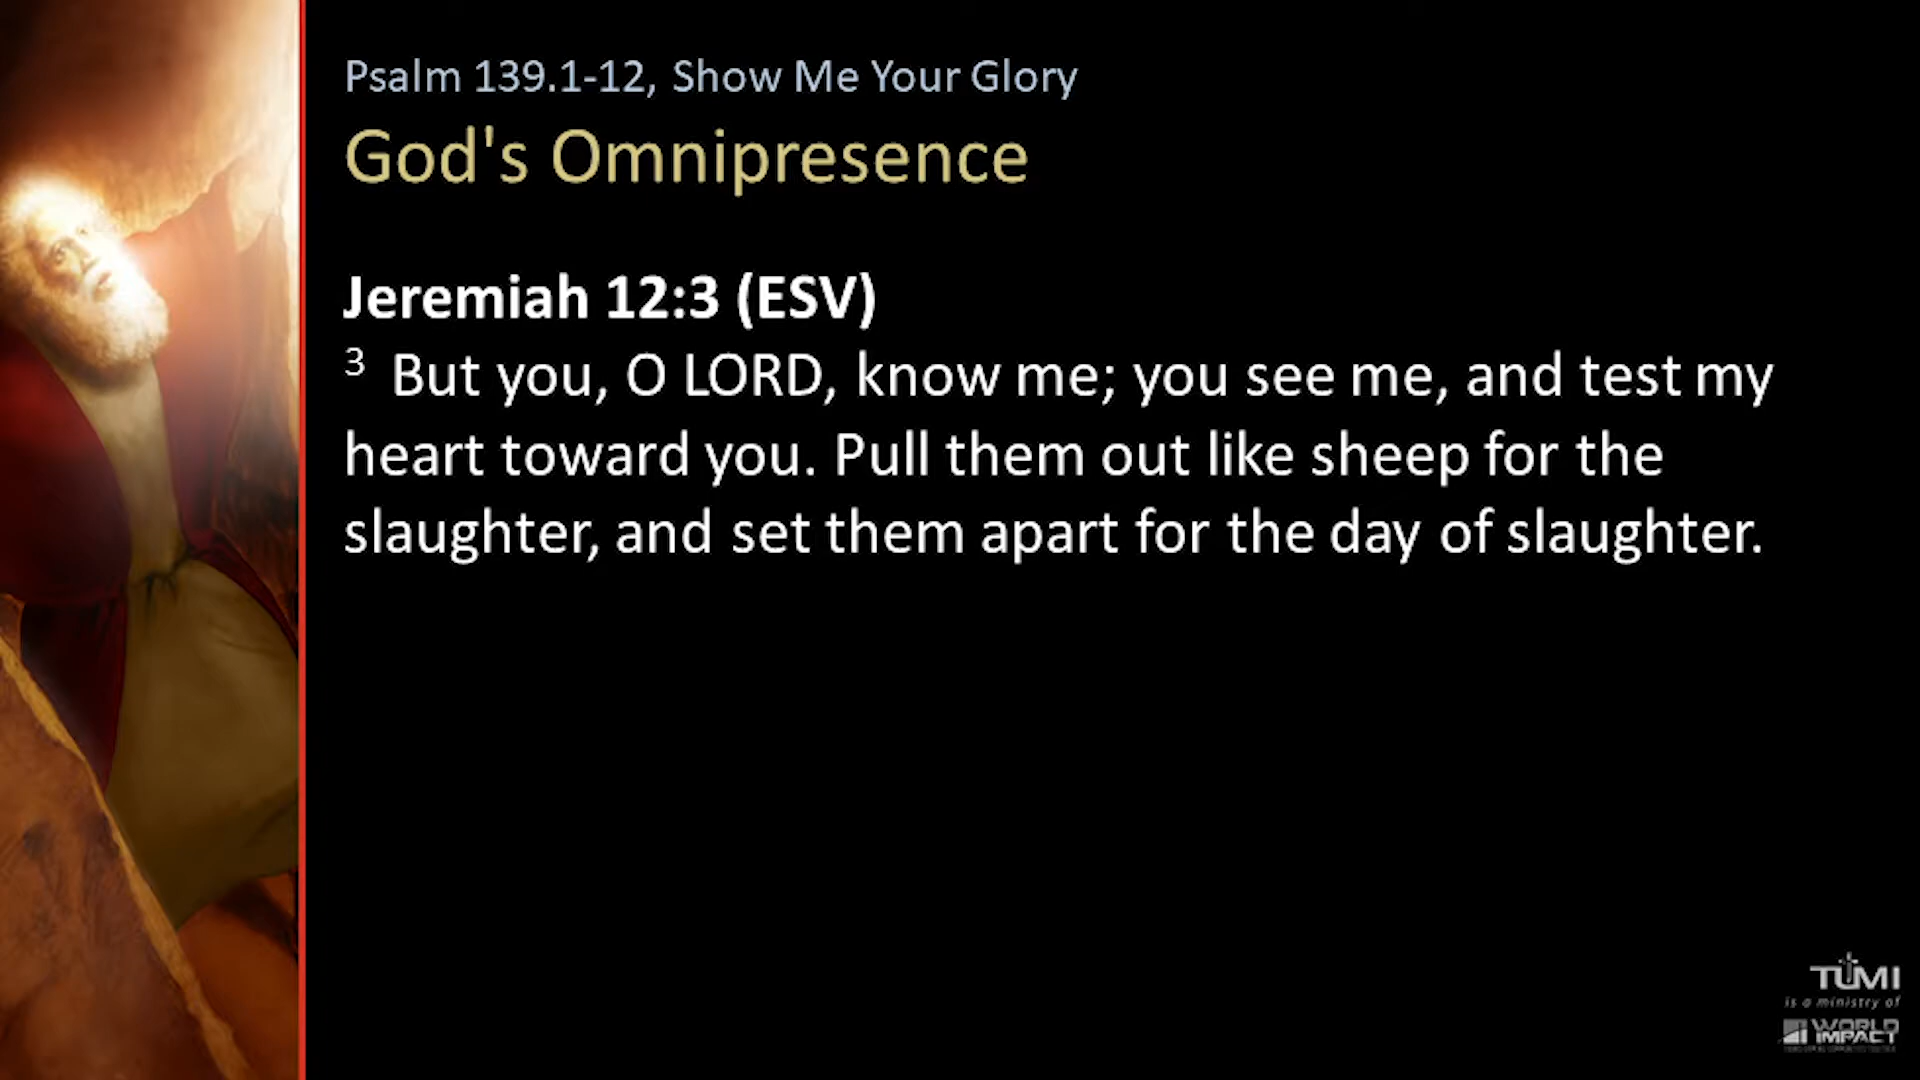 Psalm 139.1-12, Show Me Your Glory
God's Omnipresence
Jeremiah 12:3 (ESV)
3 But you, O LORD, know me; you see me, and test my
heart toward you. Pull them out like sheep for the
slaughter, and set them apart for the day of slaughter.
TUMI
is a ministry of
WORLD
IMPACT